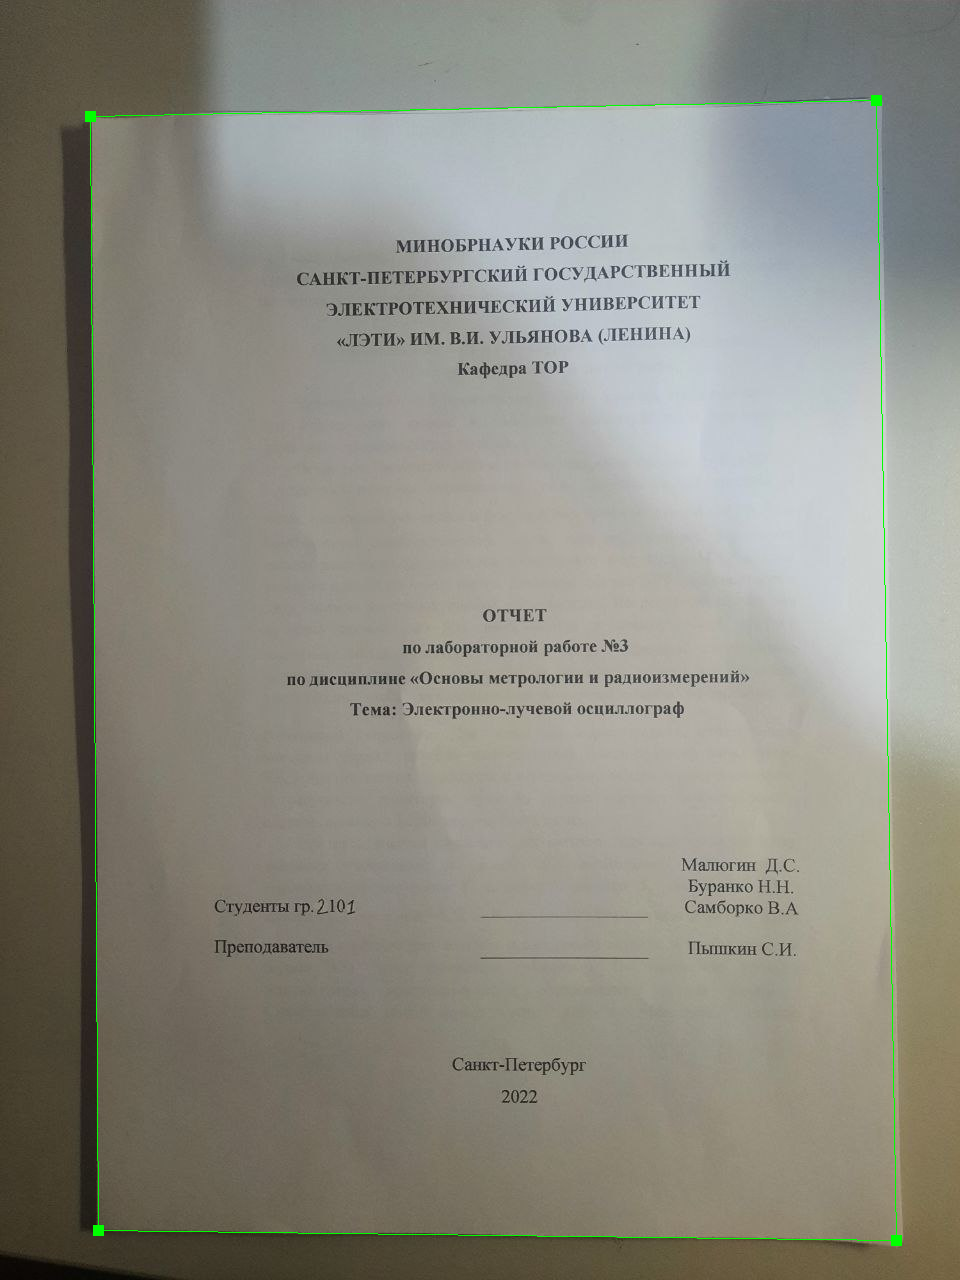 МИНОБРНАУКИ РОССИИ
САНКТ-ПЕТЕРБУРГСКИЙ ГОСУДАРСТВЕННЫЙ
ЭЛЕКТРОТЕХНИЧЕСКИЙ УНИВЕРСИТЕТ
«ЛЭТИ» ИМ. В.И. УЛЬЯНОВА (ЛЕНИНА)
Кафедра ТОР
ОТЧЕТ
по лабораторной работе №3
по дисциплине «Основы метрологии и радиоизмерений»
Тема: Электронно-лучевой осциллограф
Малюгин Д.С.
Буранко Н.Н.
Студенты гр.2101 Самборко В.А
Преподаватель Пышкин С.И.
Санкт-Петербург
2022